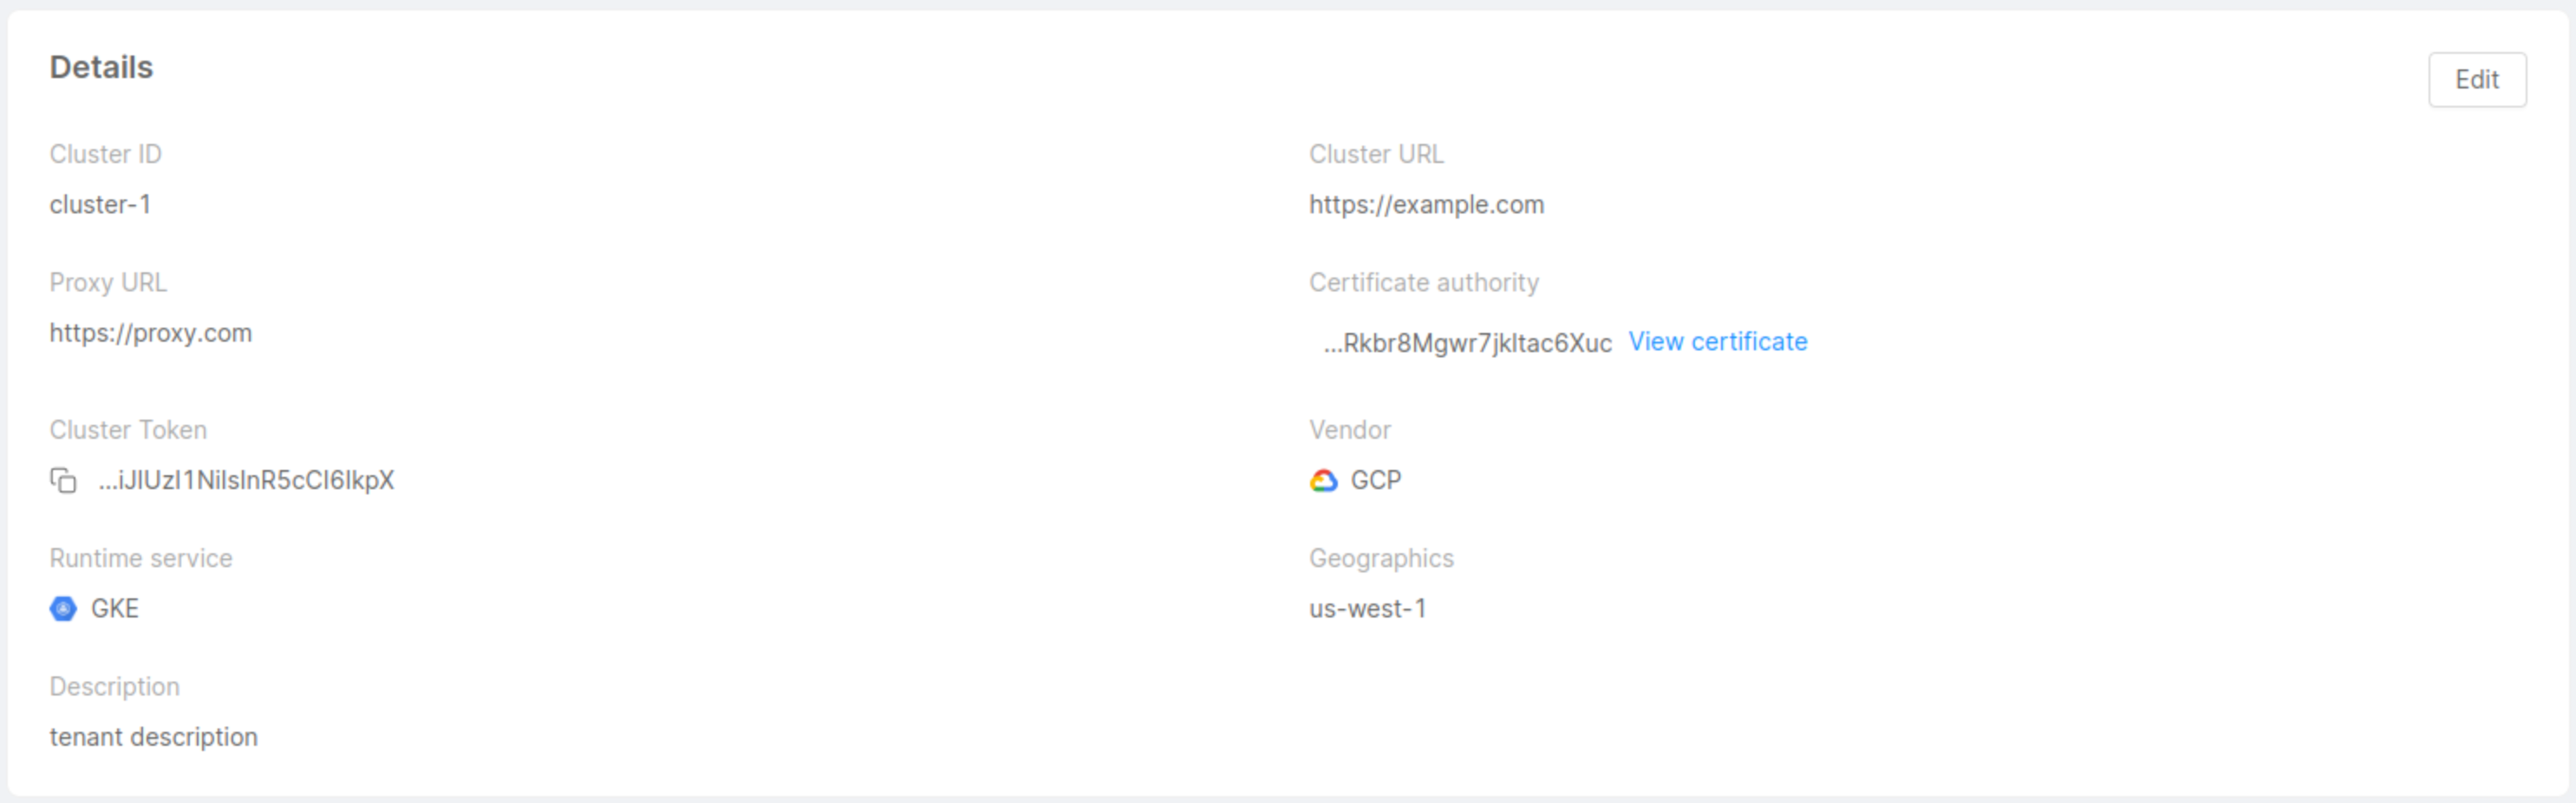 Details
Edit
Cluster ID
Cluster URL
cluster-1
https://example.com
Proxy URL
Certificate authority
https://proxy.com
...Rkbr8Mgwr7jkltac6Xuc View certificate
Cluster Token
Vendor
...iJIUzI1NiIsInR5cCI6IkpX
GCP
Runtime service
Geographics
GKE
us-west-1
Description
tenant description